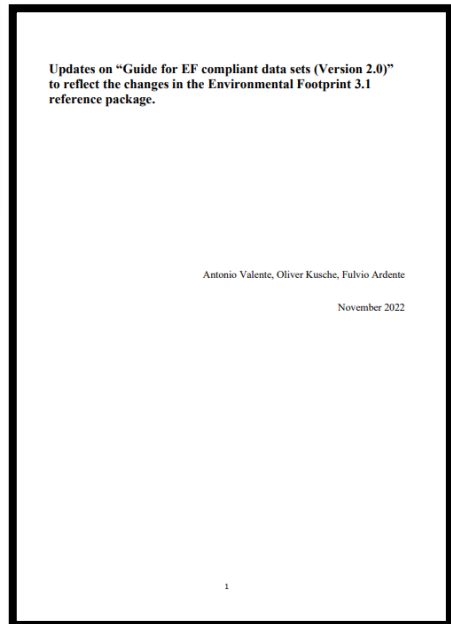 Updates on “Guide for EF compliant data sets (Version 2.0)”
to reflect the changes in the Environmental Footprint 3.1
reference package.
Antonio Valente, Oliver Kusche, Fulvio Ardente
November 2022
1